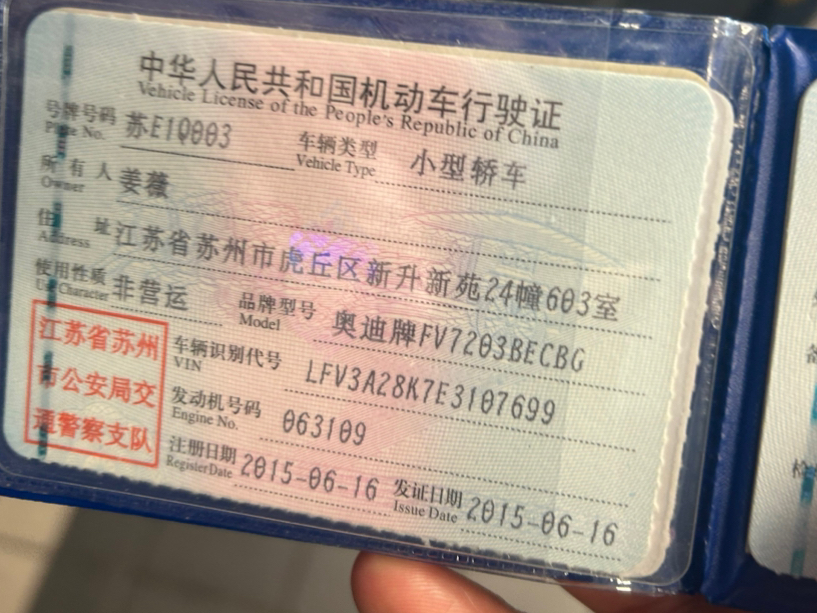 中华人民共和国机动车行驶证
Vehicle License of the People's Republic of China
号牌号码 苏E1Q003 车辆类型 小型轿车
Plate No. Vehicle Type
所有人 姜薇
Owner
住址 江苏省苏州市虎丘区新升新苑24幢603室
Address
使用性质 非营运 品牌型号 奥迪牌FV7203BECBG
Use Character Model
江苏省苏州
市公安局交
通警察支队
车辆识别代号 LFV3A28K7E3107699
VIN
发动机号码 063109
Engine No.
注册日期 2015-06-16 发证日期 2015-06-16
RegisterDate Issue Date